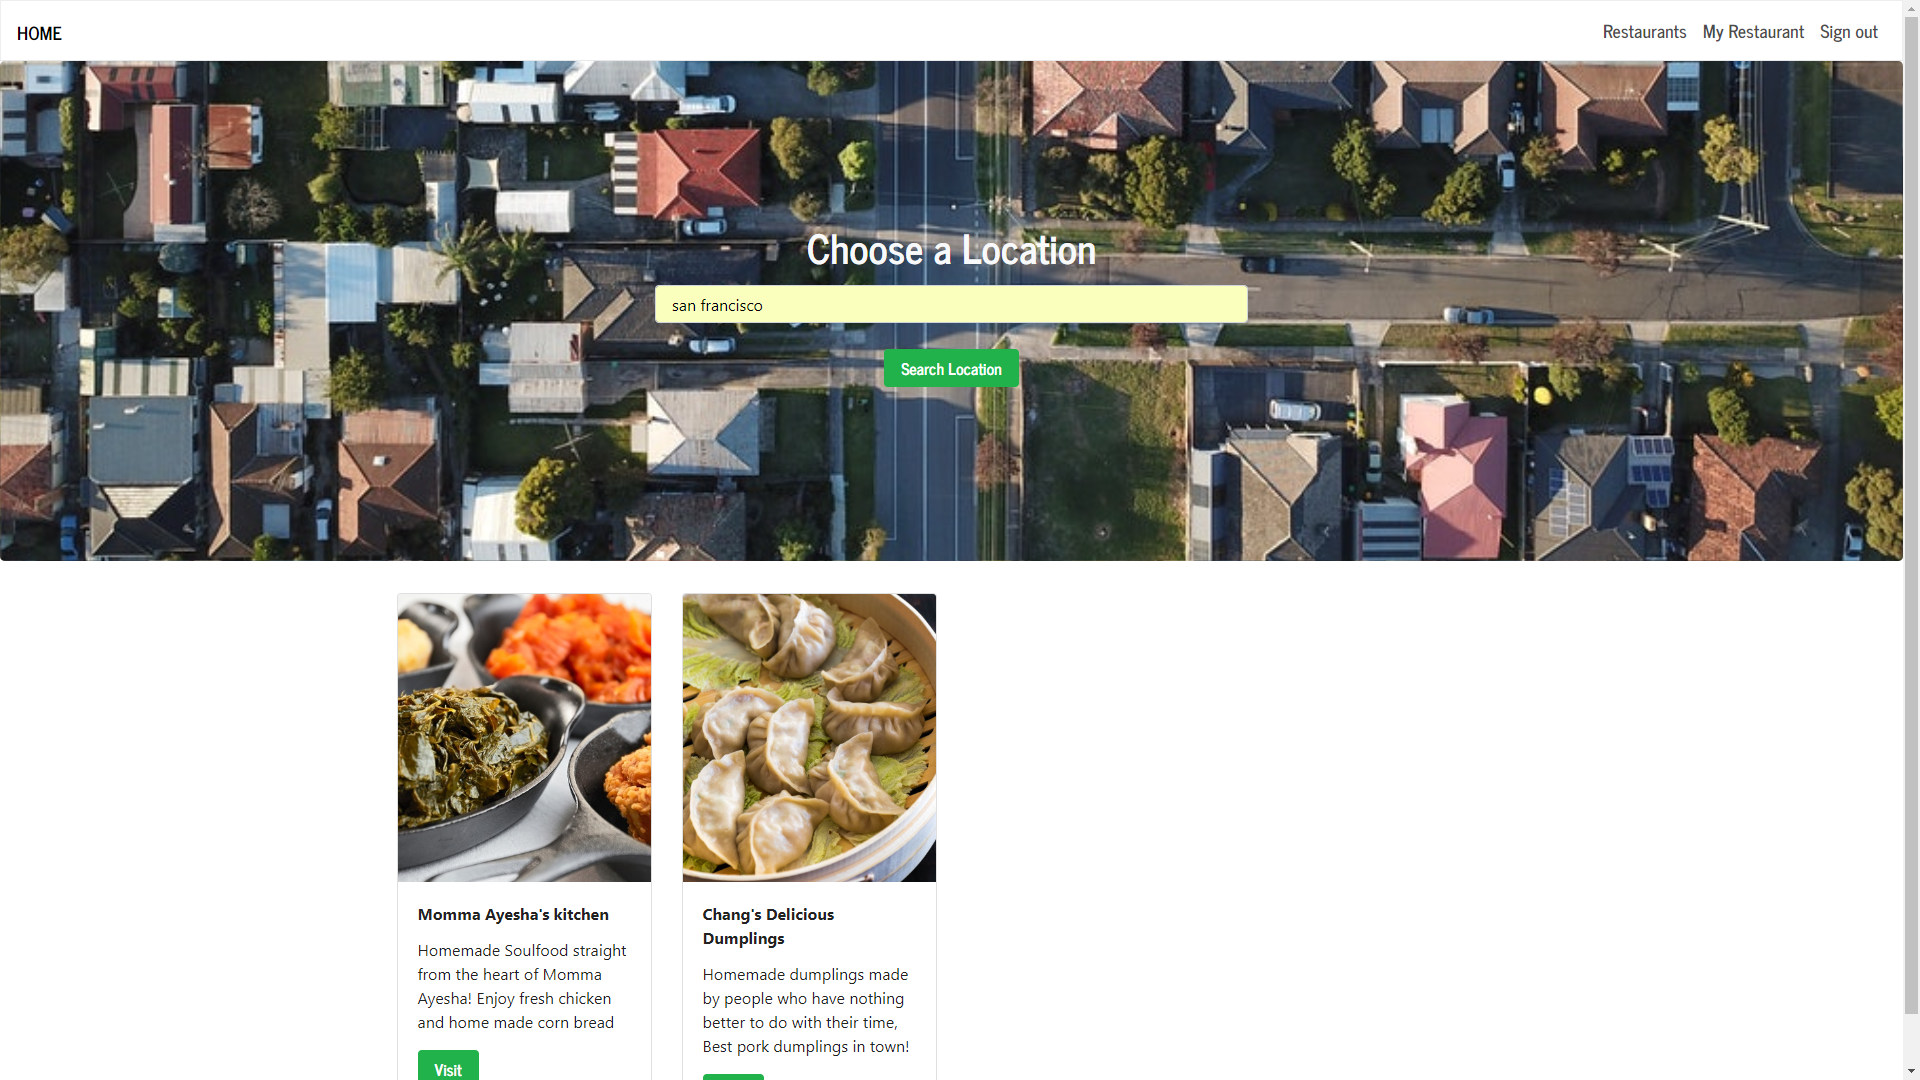 HOME
Restaurants My Restaurant Sign out
Choose a Location
san francisco
Search Location
Momma Ayesha's kitchen
Homemade Soulfood straight
from the heart of Momma
Ayesha! Enjoy fresh chicken
and home made corn bread
Visit
Chang's Delicious
Dumplings
Homemade dumplings made
by people who have nothing
better to do with their time,
Best pork dumplings in town!